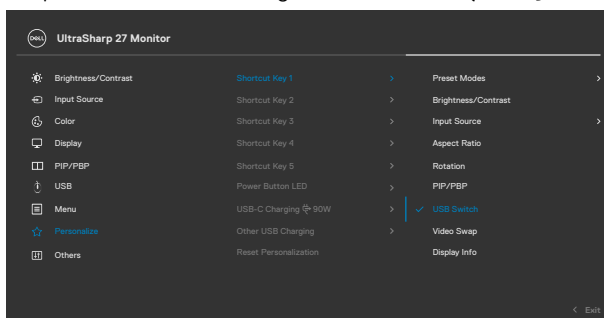 DELL UltraSharp 27 Monitor
Brightness/Contrast Shortcut Key 1 > Preset Modes >
Input Source Shortcut Key 2 > Brightness/Contrast
Color Shortcut Key 3 > Input Source >
Display Shortcut Key 4 > Aspect Ratio
PIP/PBP Shortcut Key 5 > Rotation
USB Power Button LED > PIP/PBP
Menu USB-C Charging 90W > ✓ USB Switch
Personalize Other USB Charging > Video Swap
Others Reset Personalization Display Info
< Exit